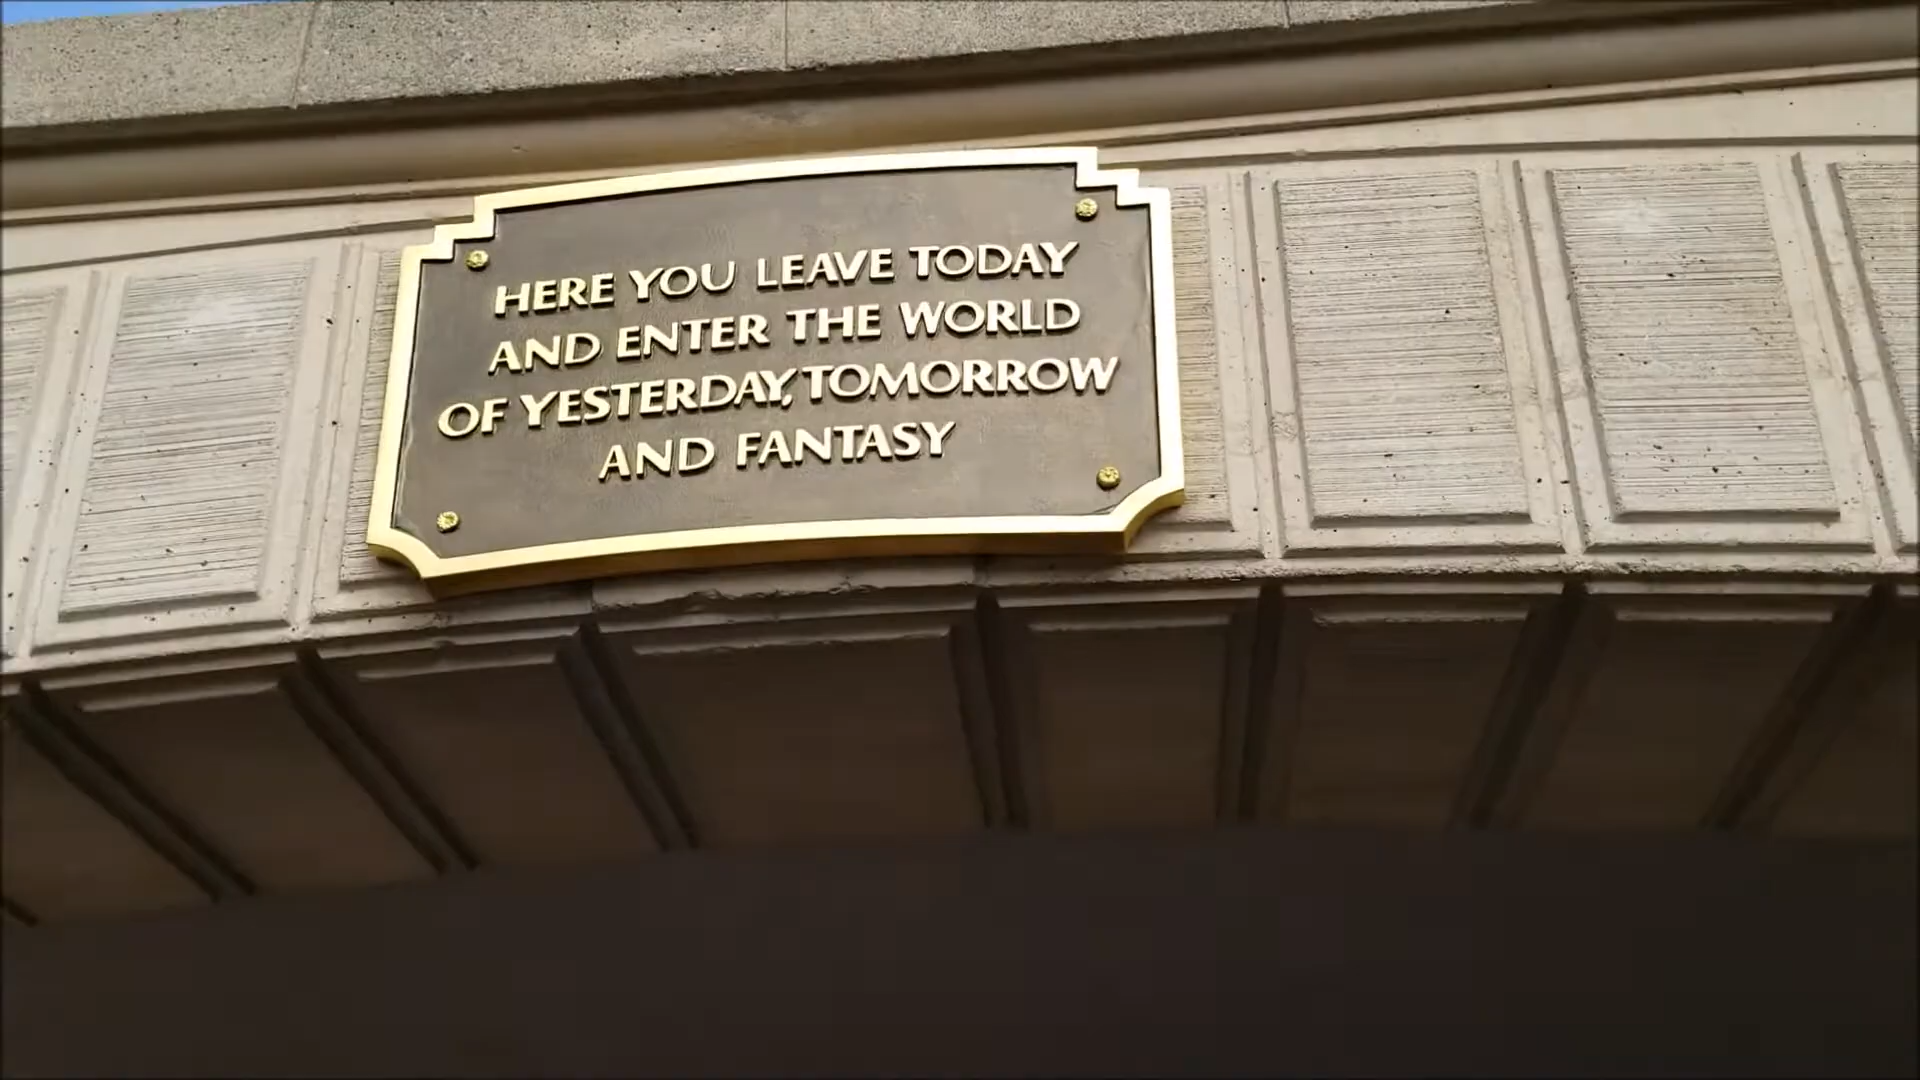 HERE YOU LEAVE TODAY
AND ENTER THE WORLD
OF YESTERDAY, TOMORROW
AND FANTASY